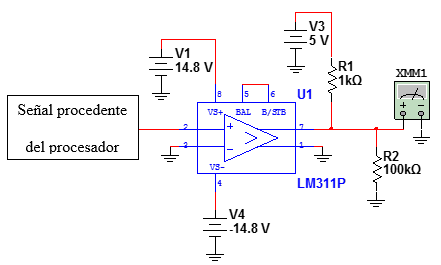 V3
5 V
V1
14.8 V
R1
1kΩ
XMM1
8
5
6
U1
VS+
BAL
B/STB
Señal procedente
del procesador
2
7
3
1
VS-
LM311P
4
R2
100kΩ
V4
-14.8 V